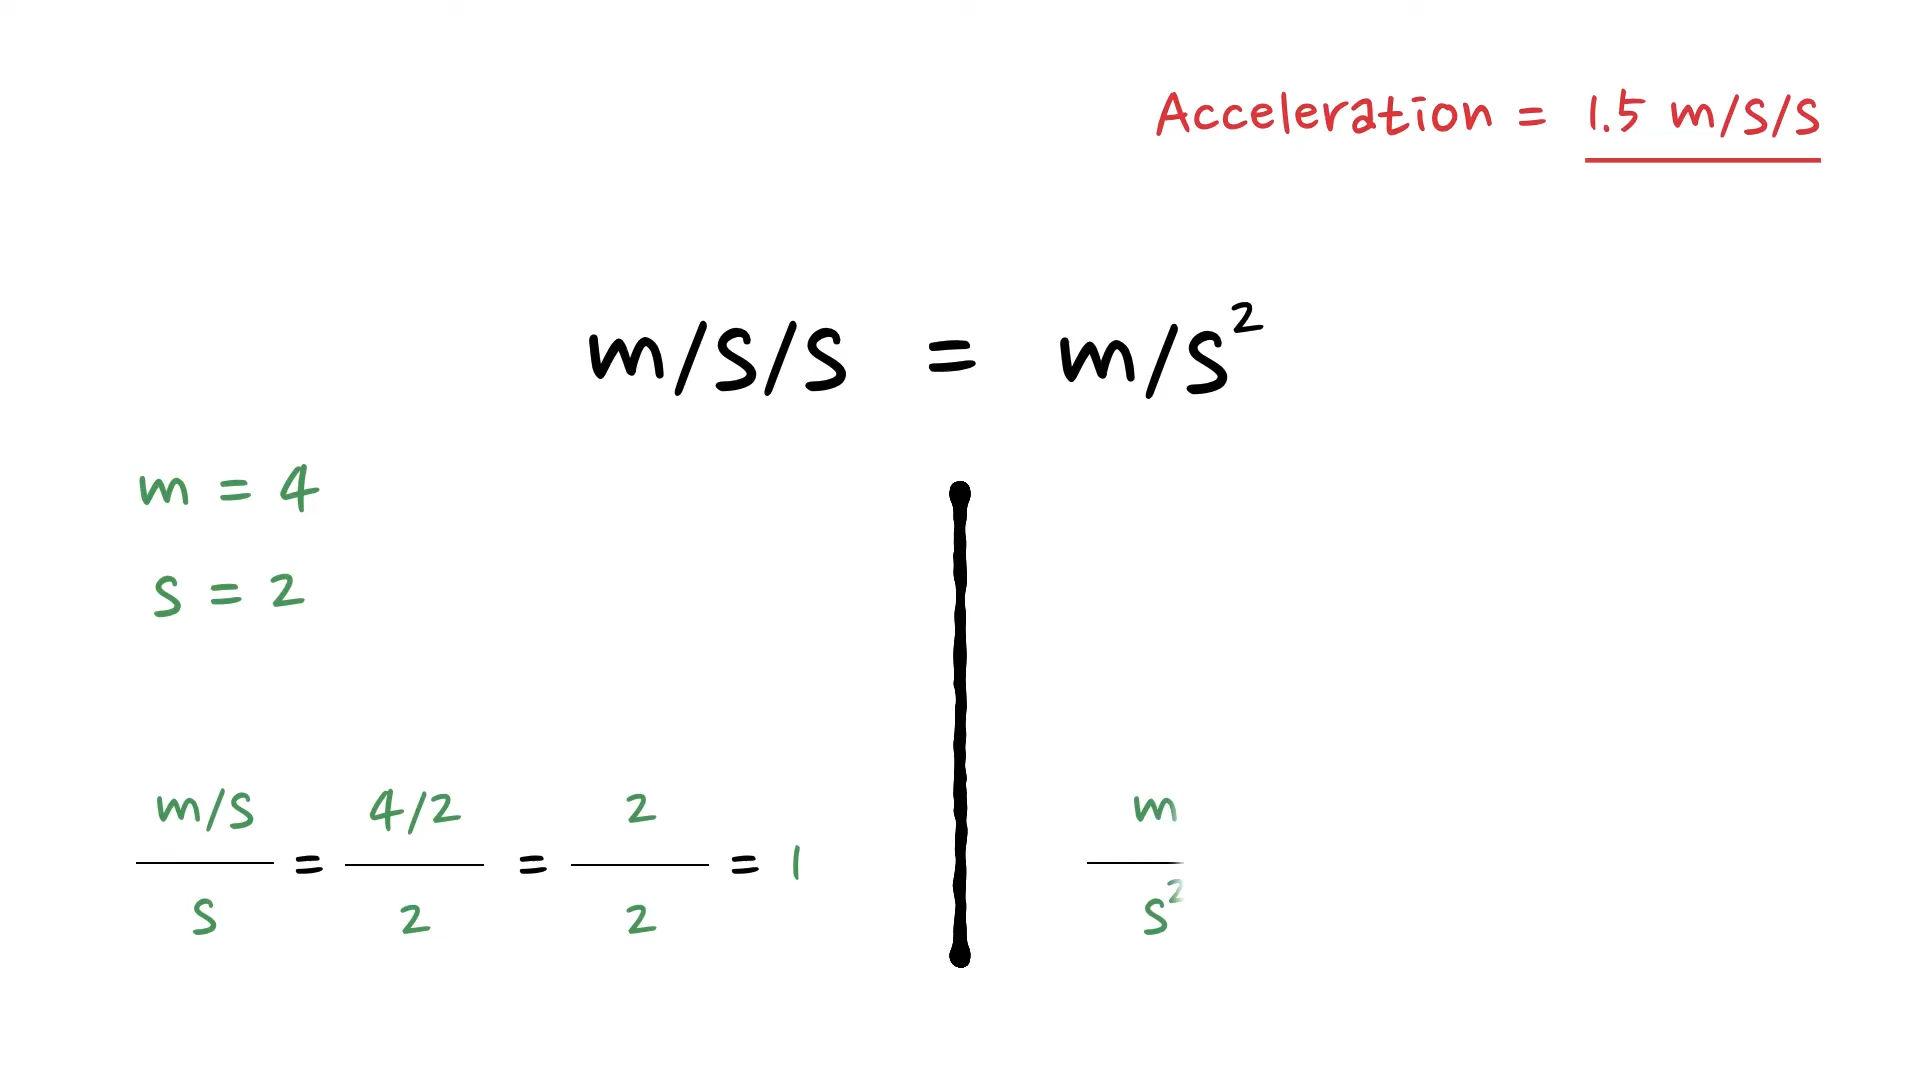 Acceleration = 1.5 m/s/s
m/s/s = m/s²
m = 4
s = 2
m/s / s = 4/2 / 2 = 2 / 2 = 1
m / s²